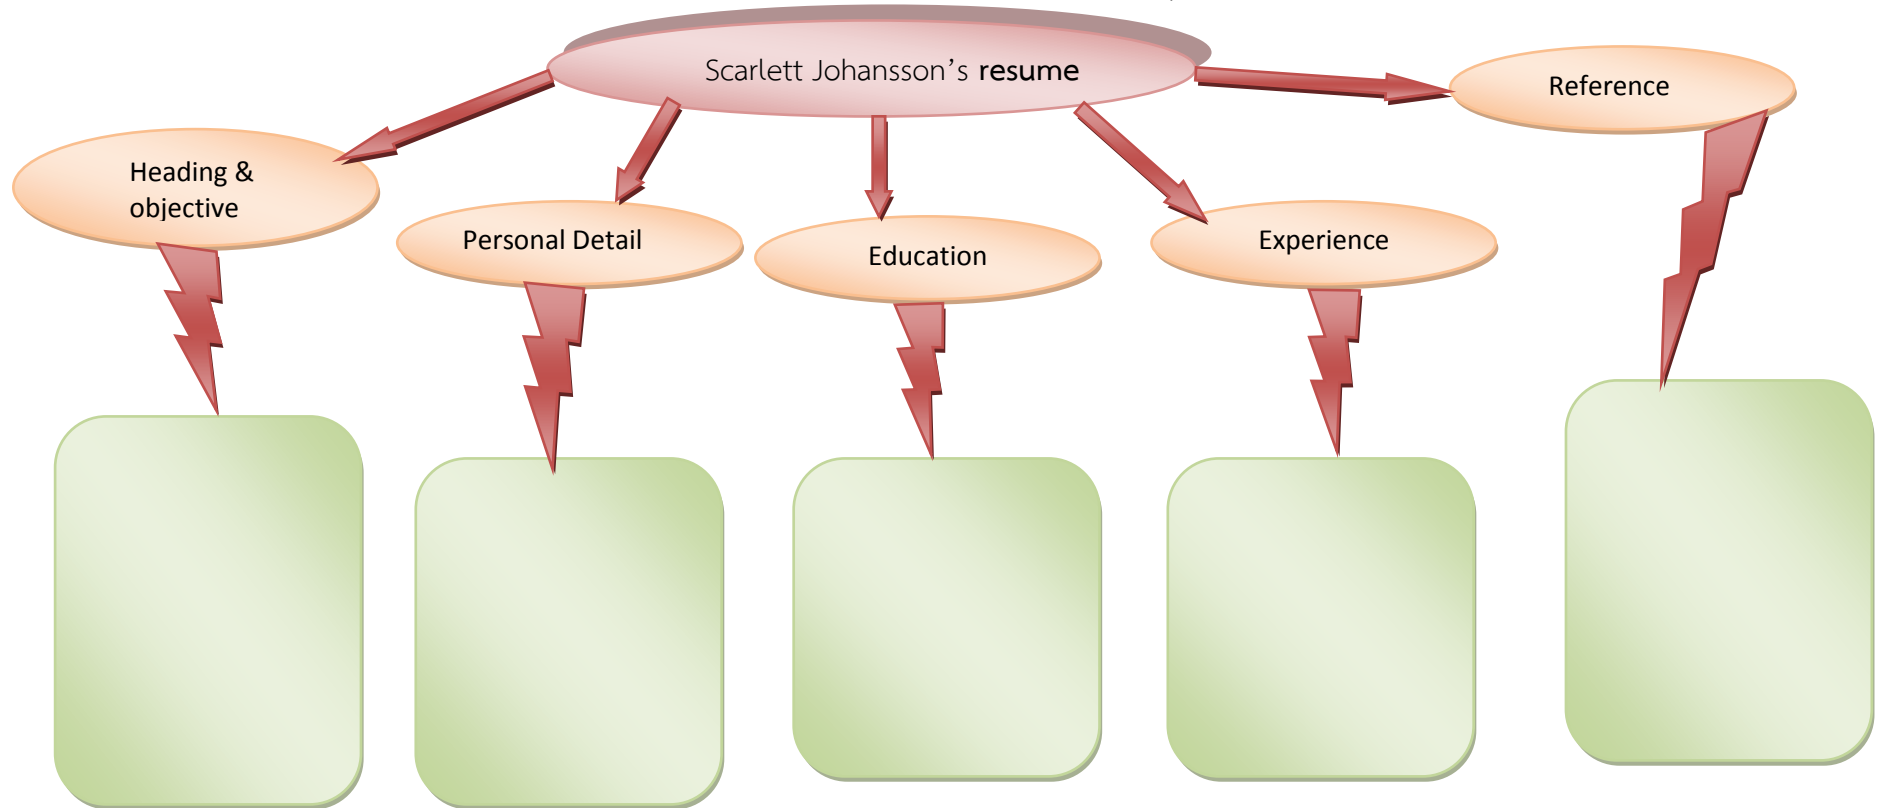 Scarlett Johansson's resume
Reference
Heading &
objective
Personal Detail
Education
Experience